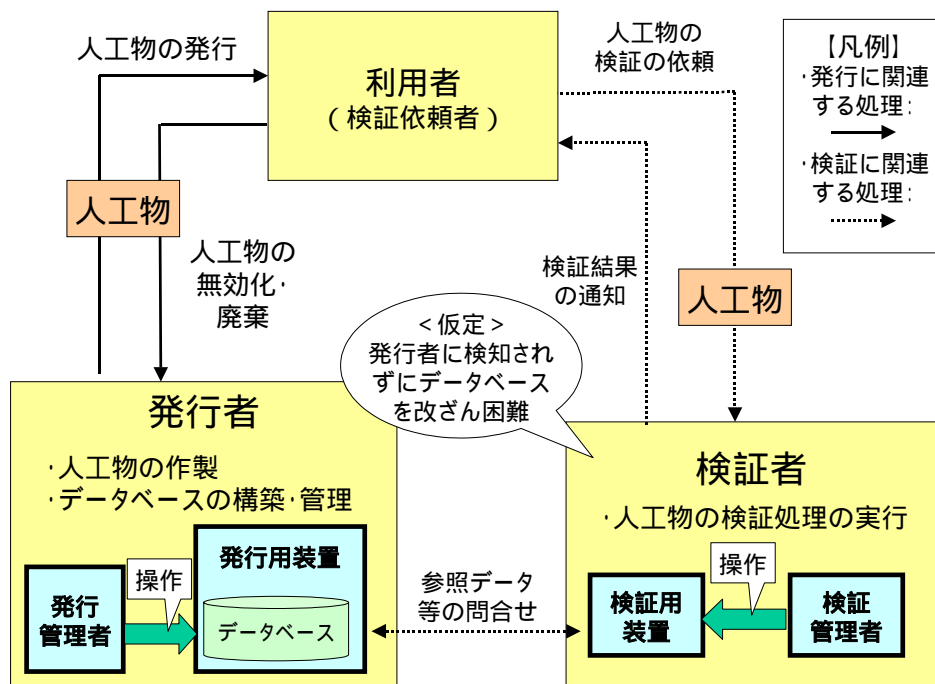 人工物の発行
利用者
（検証依頼者）
人工物の
検証の依頼
【凡例】
・発行に関連
する処理：
・検証に関連
する処理：
人工物
人工物の
無効化・
廃棄
検証結果
の通知
人工物
＜仮定＞
発行者に検知され
ずにデータベース
を改ざん困難
発行者
・人工物の作製
・データベースの構築・管理
発行
管理者
操作
発行用装置
データベース
参照データ
等の問合せ
検証者
・人工物の検証処理の実行
検証用
装置
操作
検証
管理者